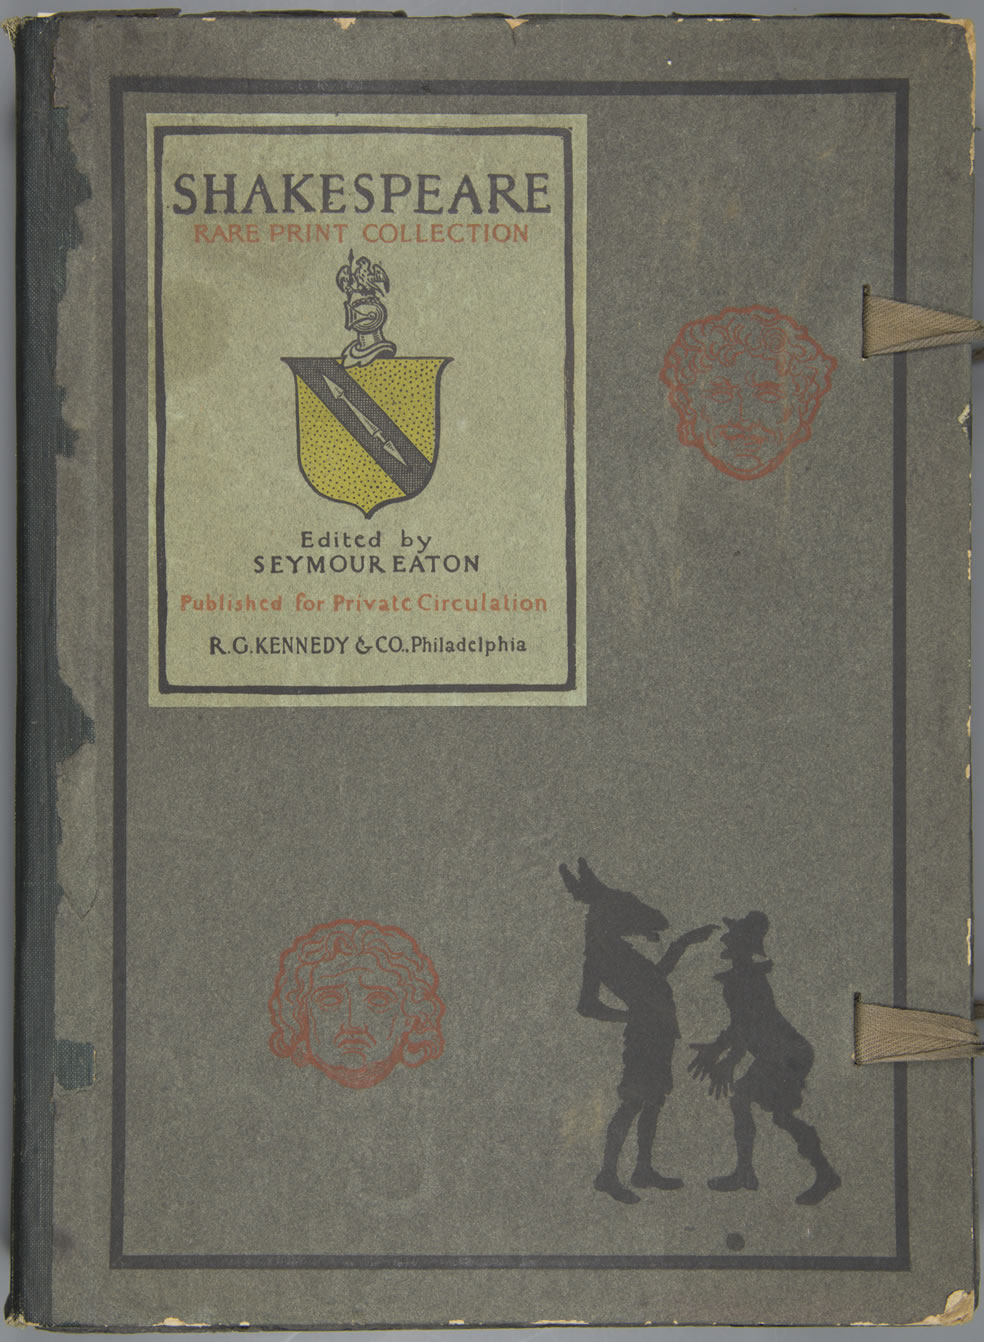 SHAKESPEARE
RARE PRINT COLLECTION
Edited by
SEYMOUR EATON
Published for Private Circulation
R.G. KENNEDY & CO., Philadelphia